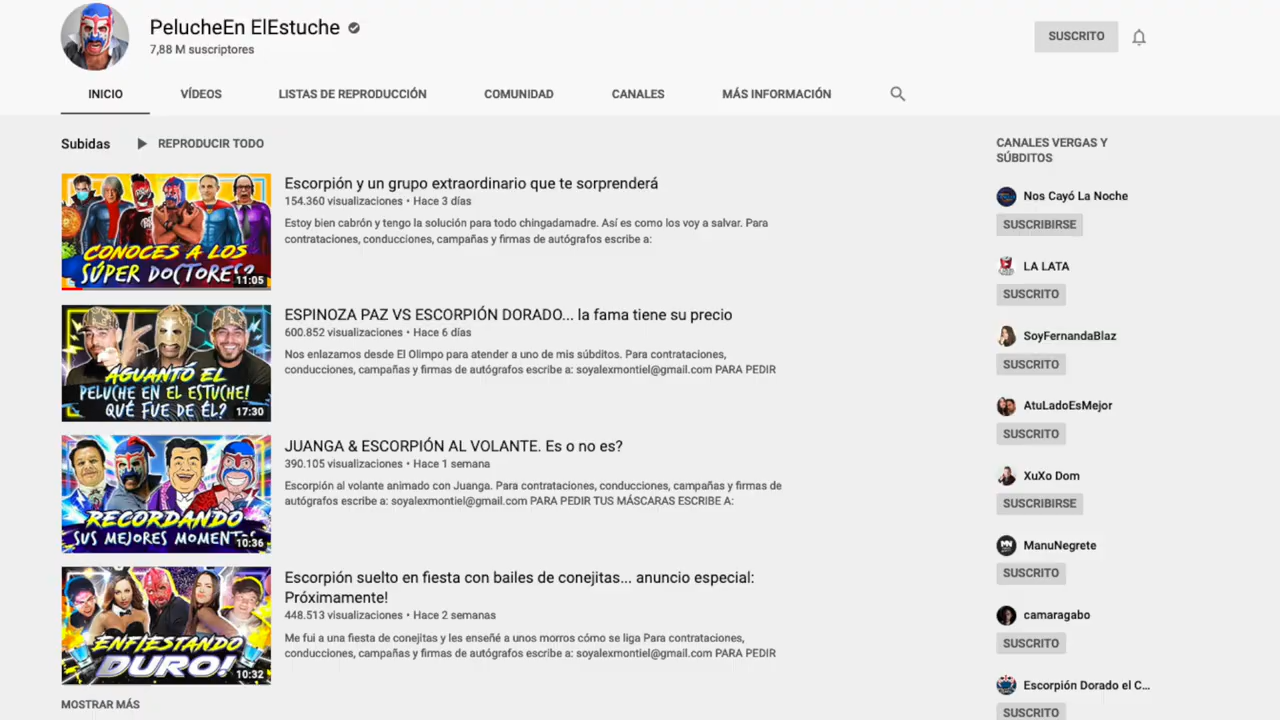 PelucheEn ElEstuche
7,88 M suscriptores
SUSCRITO
INICIO
VÍDEOS
LISTAS DE REPRODUCCIÓN
COMUNIDAD
CANALES
MÁS INFORMACIÓN
Subidas
REPRODUCIR TODO
CONOCES A LOS
SÚPER DOCTORES?
11:05
Escorpión y un grupo extraordinario que te sorprenderá
154.360 visualizaciones • Hace 3 días
Estoy bien cabrón y tengo la solución para todo chingadamadre. Así es como los voy a salvar. Para
contrataciones, conducciones, campañas y firmas de autógrafos escribe a:
AGUANTÓ EL
PELUCHE EN EL ESTUCHE!
QUÉ FUE DE ÉL?
17:30
ESPINOZA PAZ VS ESCORPIÓN DORADO... la fama tiene su precio
600.852 visualizaciones • Hace 6 días
Nos enlazamos desde El Olimpo para atender a uno de mis súbditos. Para contrataciones,
conducciones, campañas y firmas de autógrafos escribe a: soyalexmontiel@gmail.com PARA PEDIR
RECORDANDO
SUS MEJORES MOMENTOS
10:36
JUANGA & ESCORPIÓN AL VOLANTE. Es o no es?
390.105 visualizaciones • Hace 1 semana
Escorpión al volante animado con Juanga. Para contrataciones, conducciones, campañas y firmas de
autógrafos escribe a: soyalexmontiel@gmail.com PARA PEDIR TUS MÁSCARAS ESCRIBE A:
ENFIESTANDO
DURO!
10:32
Escorpión suelto en fiesta con bailes de conejitas... anuncio especial:
Próximamente!
448.513 visualizaciones • Hace 2 semanas
Me fui a una fiesta de conejitas y les enseñé a unos morros cómo se liga Para contrataciones,
conducciones, campañas y firmas de autógrafos escribe a: soyalexmontiel@gmail.com PARA PEDIR
MOSTRAR MÁS
CANALES VERGAS Y
SÚBDITOS
Nos Cayó La Noche
SUSCRIBIRSE
LA LATA
SUSCRITO
SoyFernandaBlaz
SUSCRITO
AtuLadoEsMejor
SUSCRITO
XuXo Dom
SUSCRIBIRSE
ManuNegrete
SUSCRITO
camaragabo
SUSCRITO
Escorpión Dorado el C...
SUSCRITO